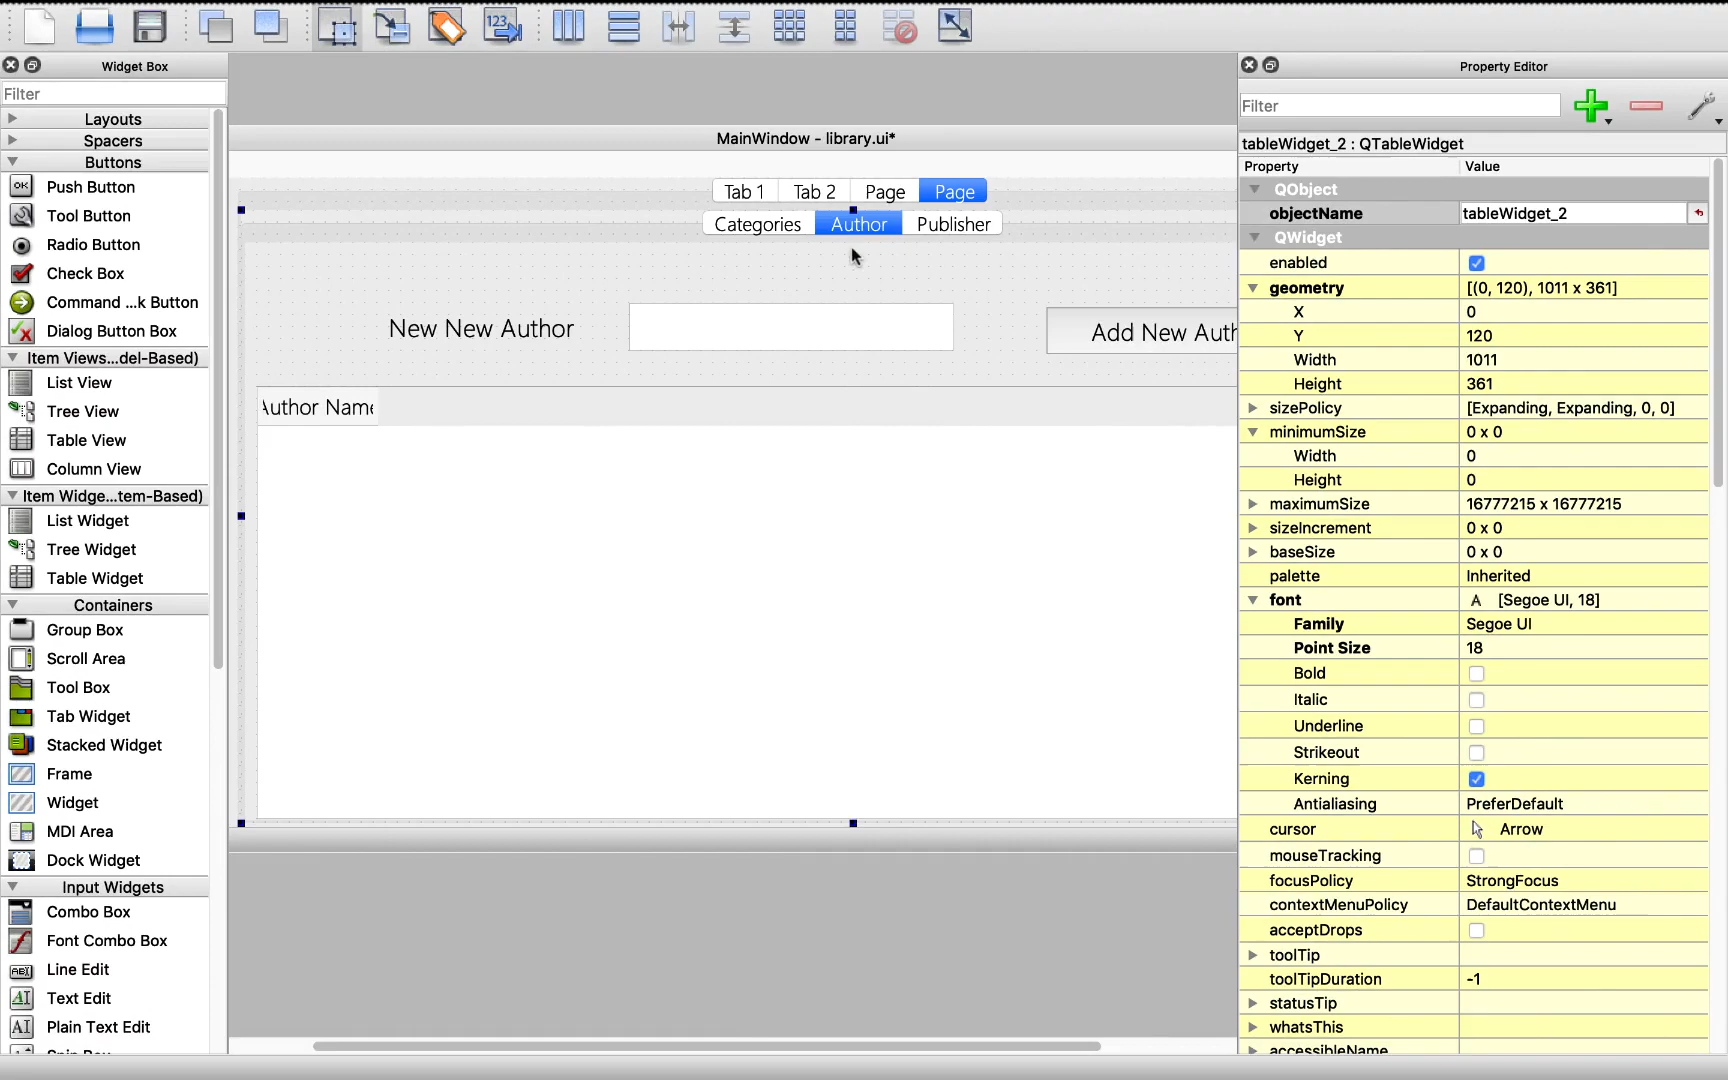 123
Widget Box
Filter
Layouts
Spacers
Buttons
OK Push Button
Tool Button
Radio Button
Check Box
Command ...k Button
Dialog Button Box
Item Views...del-Based)
List View
Tree View
Table View
Column View
Item Widge...tem-Based)
List Widget
Tree Widget
Table Widget
Containers
Group Box
Scroll Area
Tool Box
Tab Widget
Stacked Widget
Frame
Widget
MDI Area
Dock Widget
Input Widgets
Combo Box
Font Combo Box
ABI Line Edit
AI Text Edit
AI Plain Text Edit
MainWindow - library.ui*
Tab 1 Tab 2 Page Page
Categories Author Publisher
New New Author
Add New Auth
Author Name
Property Editor
Filter
tableWidget_2 : QTableWidget
Property Value
QObject
objectName tableWidget_2
QWidget
enabled
geometry [(0, 120), 1011 x 361]
X 0
Y 120
Width 1011
Height 361
sizePolicy [Expanding, Expanding, 0, 0]
minimumSize 0 x 0
Width 0
Height 0
maximumSize 16777215 x 16777215
sizeIncrement 0 x 0
baseSize 0 x 0
palette Inherited
font A [Segoe UI, 18]
Family Segoe UI
Point Size 18
Bold
Italic
Underline
Strikeout
Kerning
Antialiasing PreferDefault
cursor Arrow
mouseTracking
focusPolicy StrongFocus
contextMenuPolicy DefaultContextMenu
acceptDrops
toolTip
toolTipDuration -1
statusTip
whatsThis
accessibleName